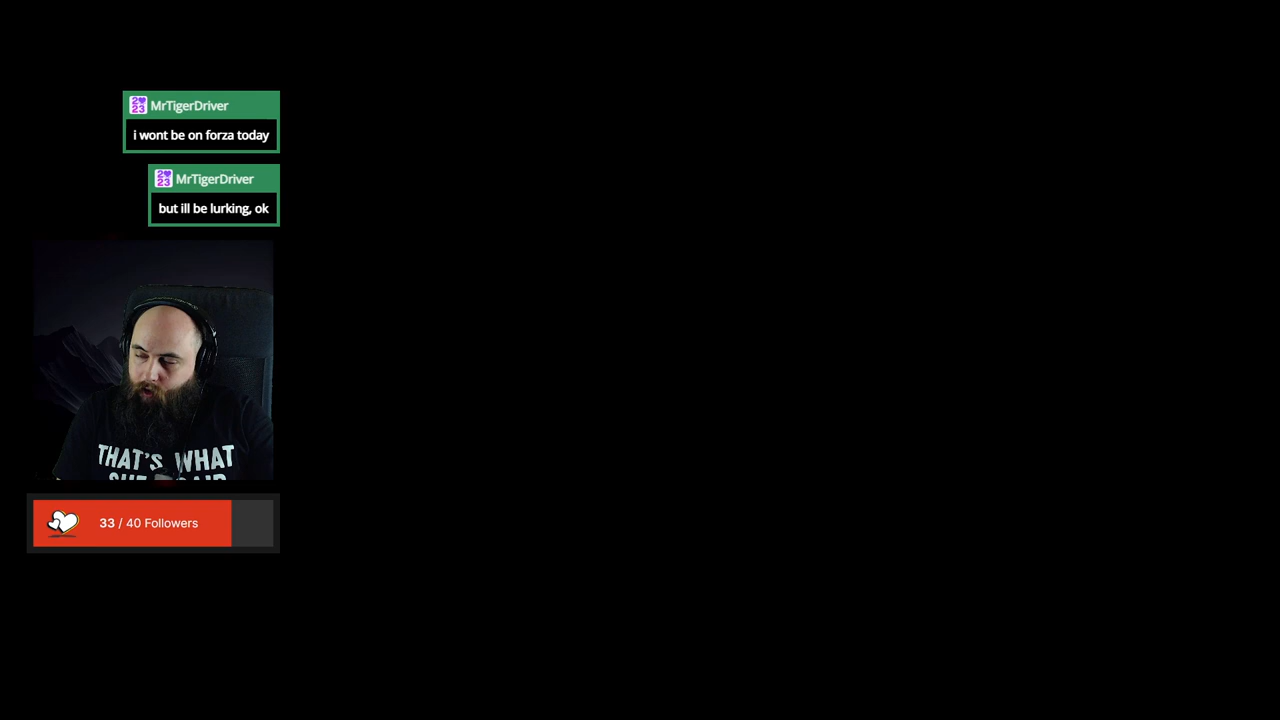 MrTigerDriver
i wont be on forza today
MrTigerDriver
but ill be lurking, ok
THAT'S WHAT
33 / 40 Followers